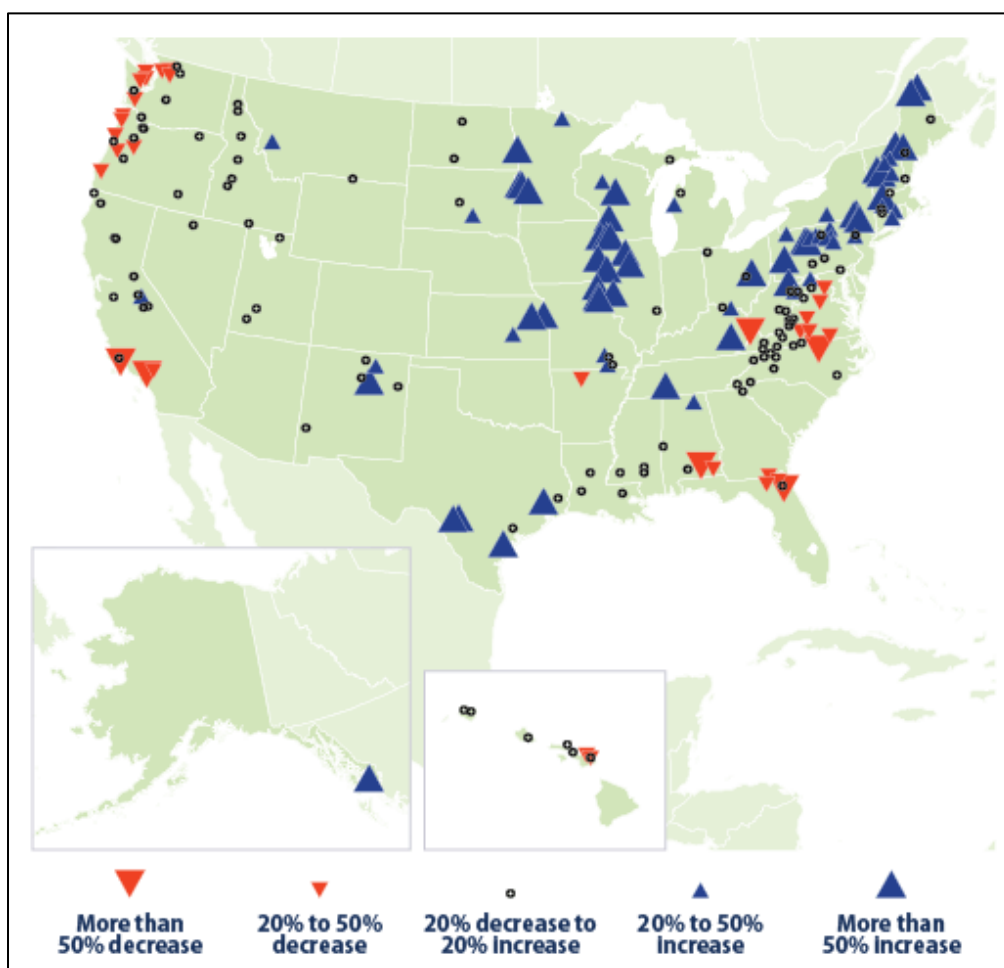 More than
50% decrease
20% to 50%
decrease
20% decrease to
20% increase
20% to 50%
increase
More than
50% increase